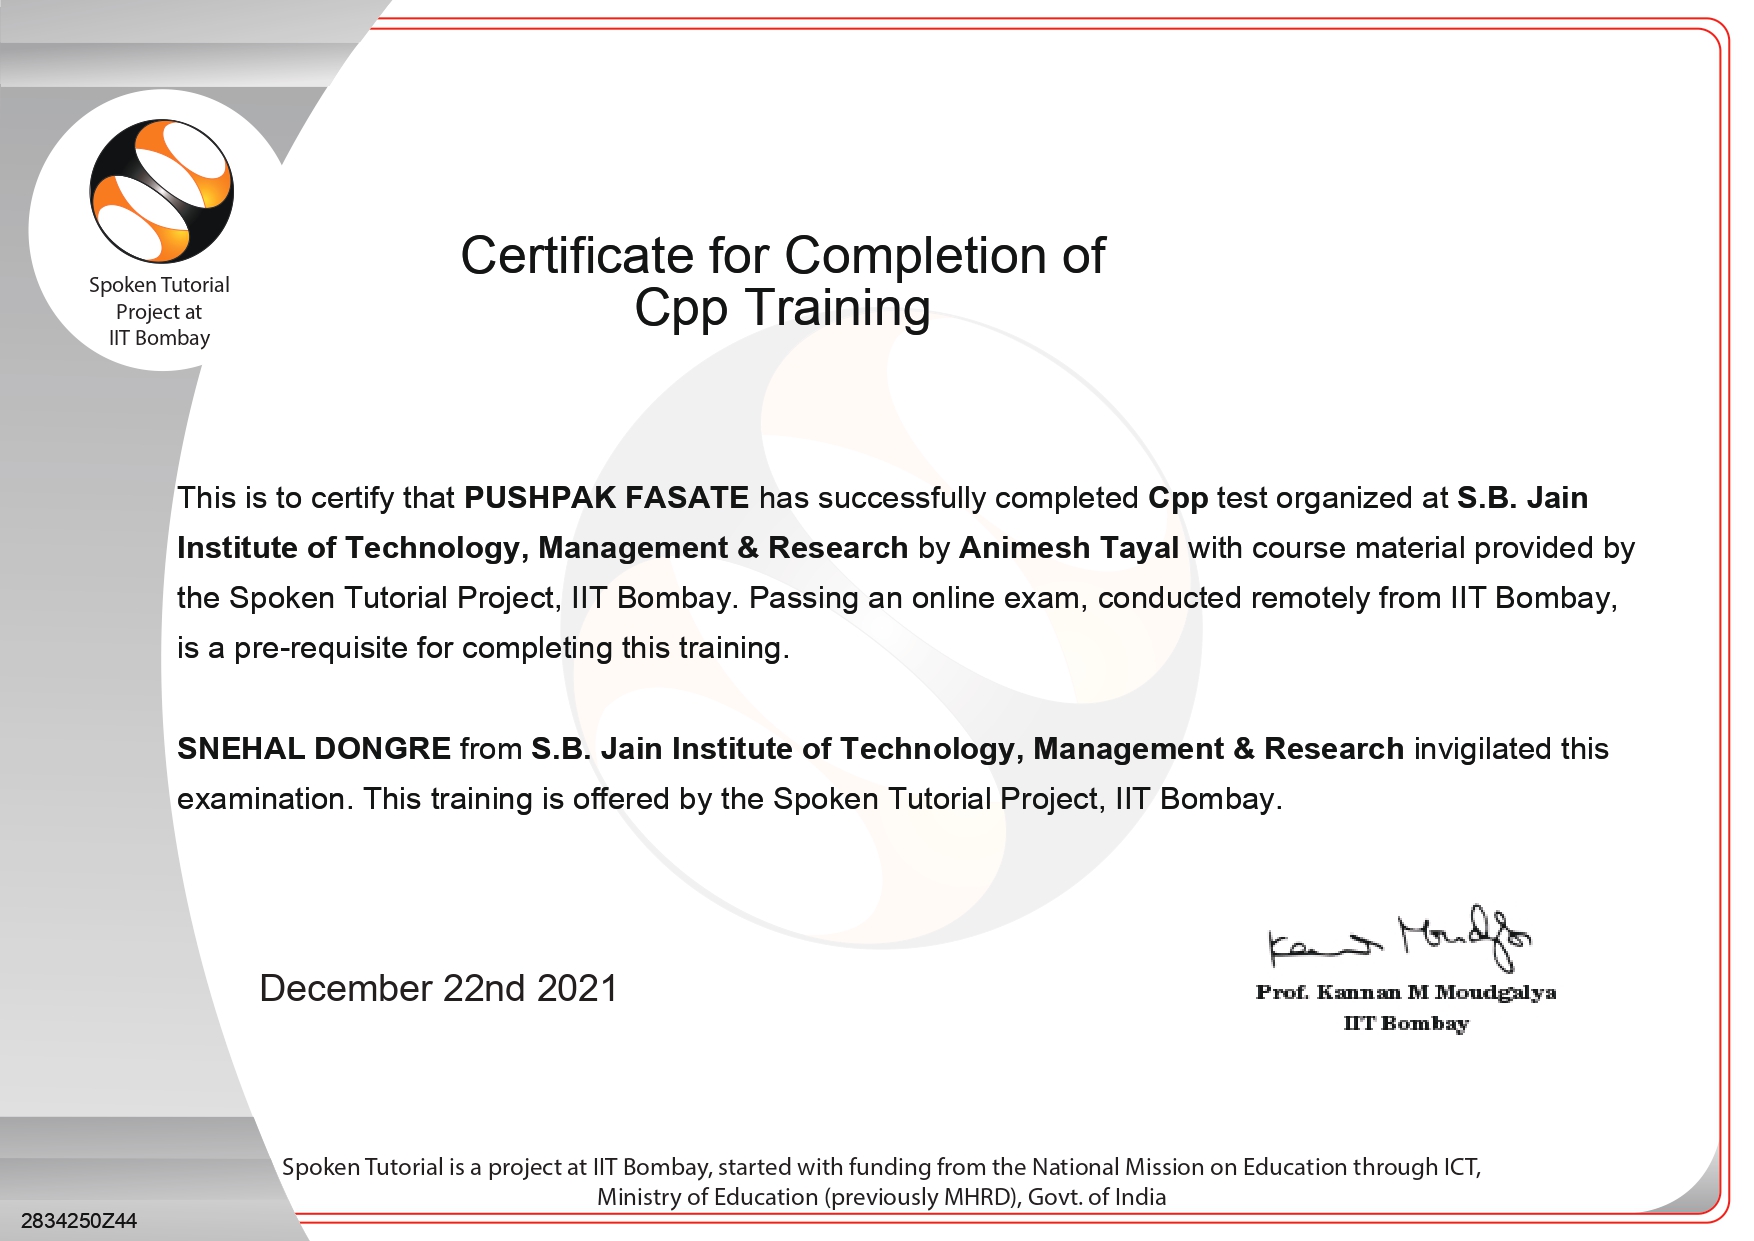 Spoken Tutorial
Project at
IIT Bombay
Certificate for Completion of
Cpp Training
This is to certify that PUSHPAK FASATE has successfully completed Cpp test organized at S.B. Jain
Institute of Technology, Management & Research by Animesh Tayal with course material provided by
the Spoken Tutorial Project, IIT Bombay. Passing an online exam, conducted remotely from IIT Bombay,
is a pre-requisite for completing this training.
SNEHAL DONGRE from S.B. Jain Institute of Technology, Management & Research invigilated this
examination. This training is offered by the Spoken Tutorial Project, IIT Bombay.
December 22nd 2021
Kannan Moudgalya
Prof. Kannan M Moudgalya
IIT Bombay
Spoken Tutorial is a project at IIT Bombay, started with funding from the National Mission on Education through ICT,
Ministry of Education (previously MHRD), Govt. of India
2834250Z44